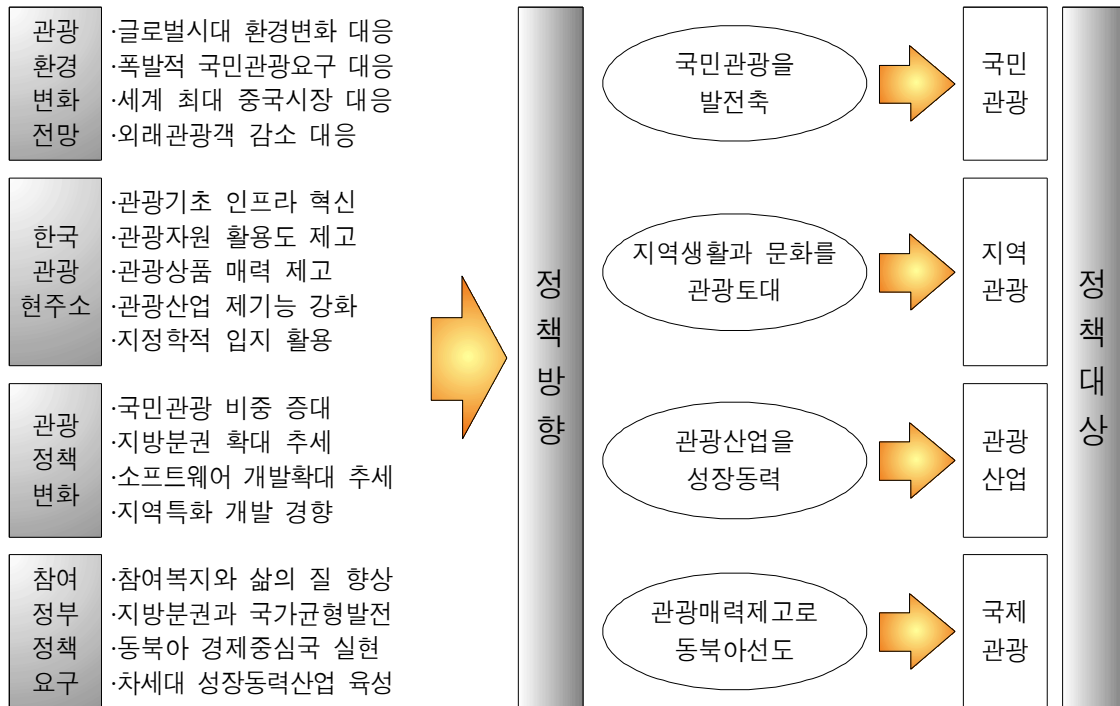 관광
환경
변화
전망
·글로벌시대 환경변화 대응
·폭발적 국민관광요구 대응
·세계 최대 중국시장 대응
·외래관광객 감소 대응
한국
관광
현주소
·관광기초 인프라 혁신
·관광자원 활용도 제고
·관광상품 매력 제고
·관광산업 제기능 강화
·지정학적 입지 활용
관광
정책
변화
·국민관광 비중 증대
·지방분권 확대 추세
·소프트웨어 개발확대 추세
·지역특화 개발 경향
참여
정부
정책
요구
·참여복지와 삶의 질 향상
·지방분권과 국가균형발전
·동북아 경제중심국 실현
·차세대 성장동력산업 육성
정
책
방
향
국민관광을
발전축
국민
관광
지역생활과 문화를
관광토대
지역
관광
관광산업을
성장동력
관광
산업
관광매력제고로
동북아선도
국제
관광
정
책
대
상